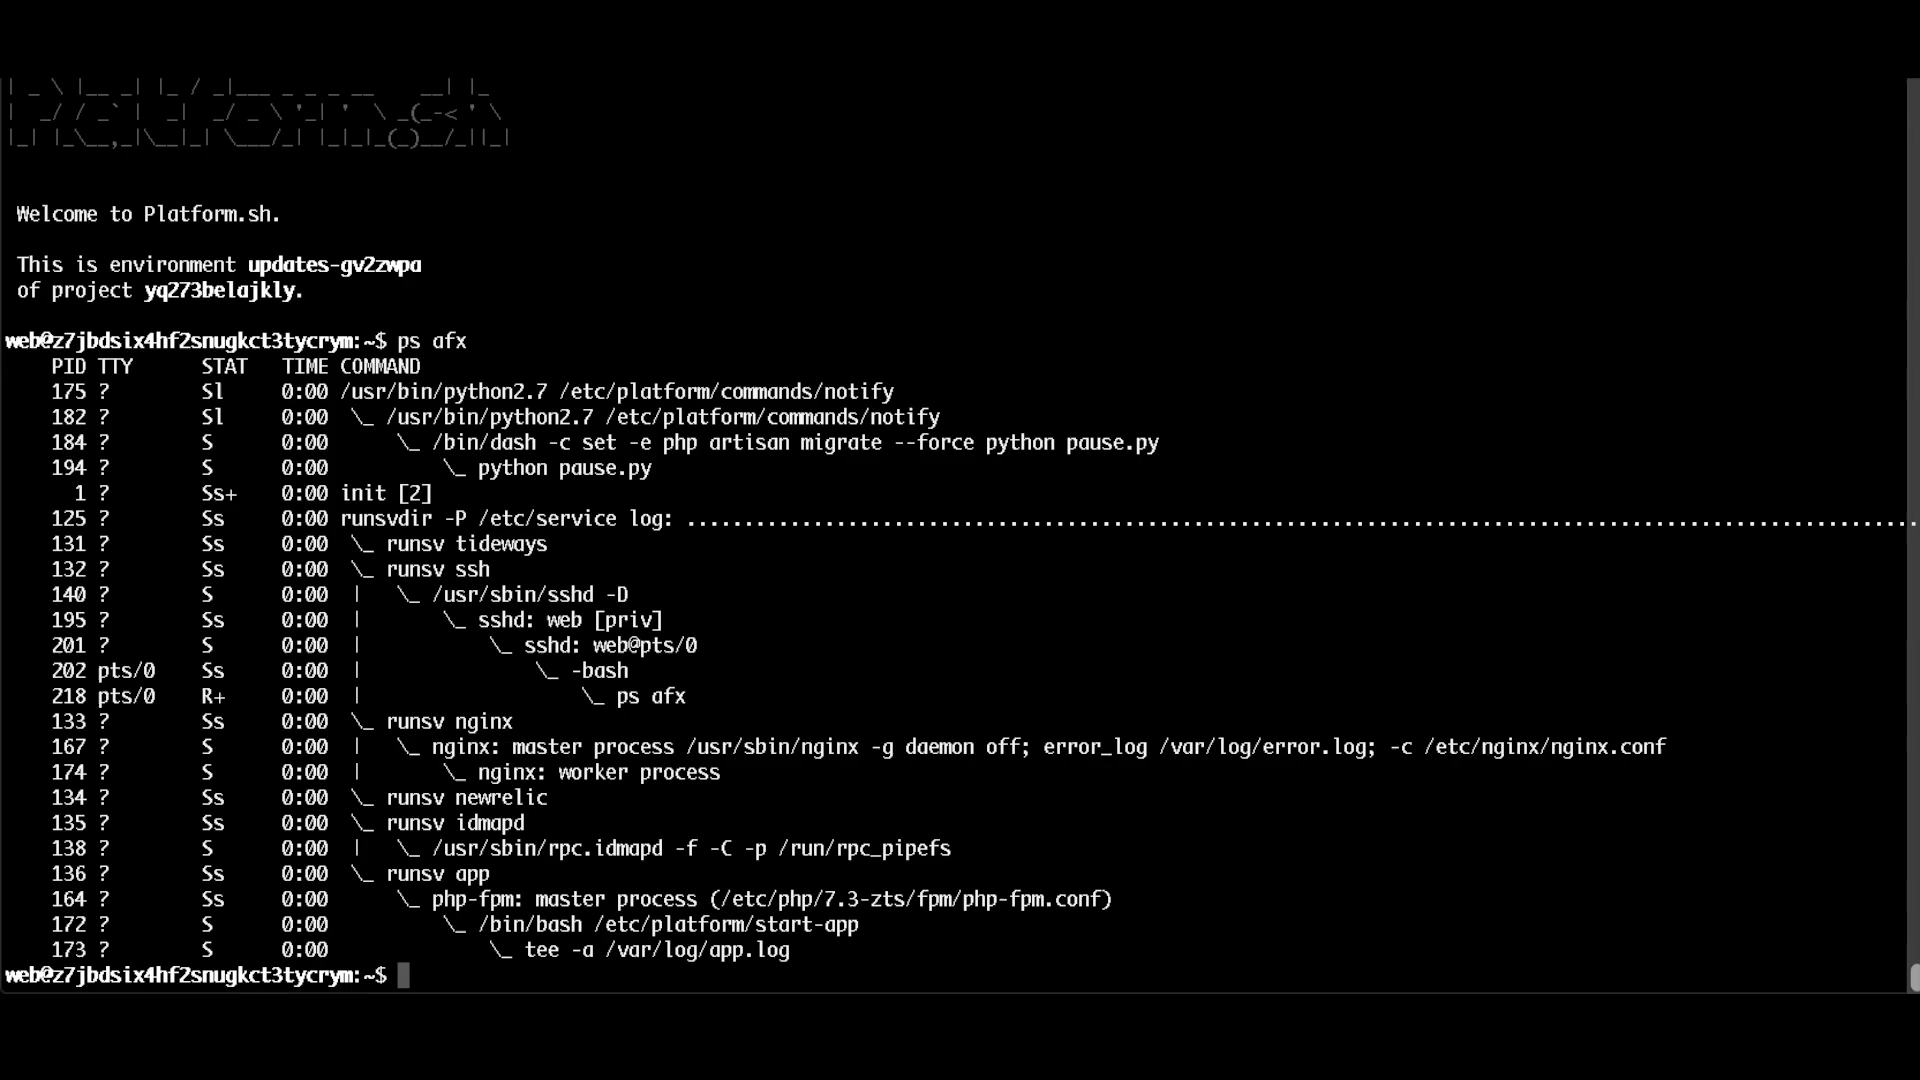 Welcome to Platform.sh.
This is environment updates-gv2zwpa
of project yq273belajkly.
web@z7jbdsix4hf2snugkct3tycrym:~$ ps afx
PID TTY STAT TIME COMMAND
175 ? Sl 0:00 /usr/bin/python2.7 /etc/platform/commands/notify
182 ? Sl 0:00 \_ /usr/bin/python2.7 /etc/platform/commands/notify
184 ? S 0:00 \_ /bin/dash -c set -e php artisan migrate --force python pause.py
194 ? S 0:00 \_ python pause.py
1 ? Ss+ 0:00 init [2]
125 ? Ss 0:00 runsvdir -P /etc/service log: ..........................................................................................................
131 ? Ss 0:00 \_ runsv tideways
132 ? Ss 0:00 \_ runsv ssh
140 ? S 0:00 | \_ /usr/sbin/sshd -D
195 ? Ss 0:00 | \_ sshd: web [priv]
201 ? S 0:00 | \_ sshd: web@pts/0
202 pts/0 Ss 0:00 | \_ -bash
218 pts/0 R+ 0:00 | \_ ps afx
133 ? Ss 0:00 \_ runsv nginx
167 ? S 0:00 | \_ nginx: master process /usr/sbin/nginx -g daemon off; error_log /var/log/error.log; -c /etc/nginx/nginx.conf
174 ? S 0:00 | \_ nginx: worker process
134 ? Ss 0:00 \_ runsv newrelic
135 ? Ss 0:00 \_ runsv idmapd
138 ? S 0:00 | \_ /usr/sbin/rpc.idmapd -f -C -p /run/rpc_pipefs
136 ? Ss 0:00 \_ runsv app
164 ? Ss 0:00 \_ php-fpm: master process (/etc/php/7.3-zts/fpm/php-fpm.conf)
172 ? S 0:00 \_ /bin/bash /etc/platform/start-app
173 ? S 0:00 \_ tee -a /var/log/app.log
web@z7jbdsix4hf2snugkct3tycrym:~$